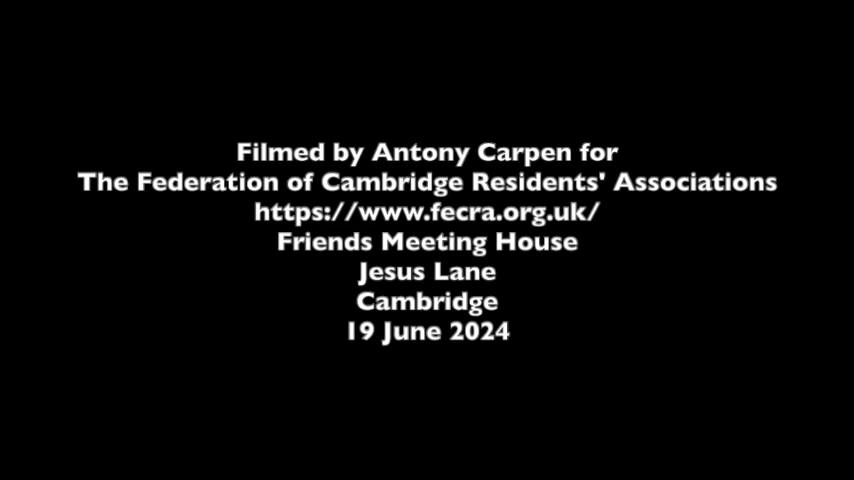 Filmed by Antony Carpen for
The Federation of Cambridge Residents' Associations
https://www.fecra.org.uk/
Friends Meeting House
Jesus Lane
Cambridge
19 June 2024